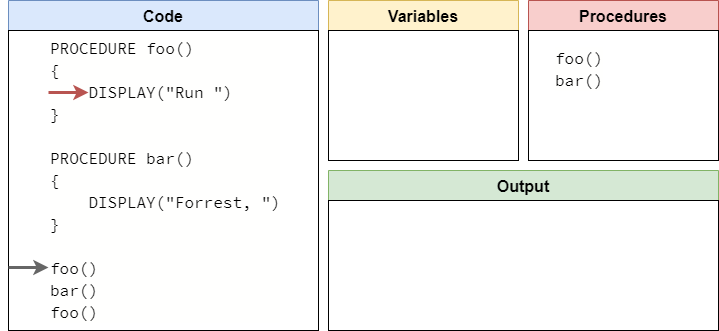 Code
PROCEDURE foo()
{
DISPLAY("Run ")
}
PROCEDURE bar()
{
DISPLAY("Forrest, ")
}
foo()
bar()
foo()
Variables
Procedures
foo()
bar()
Output